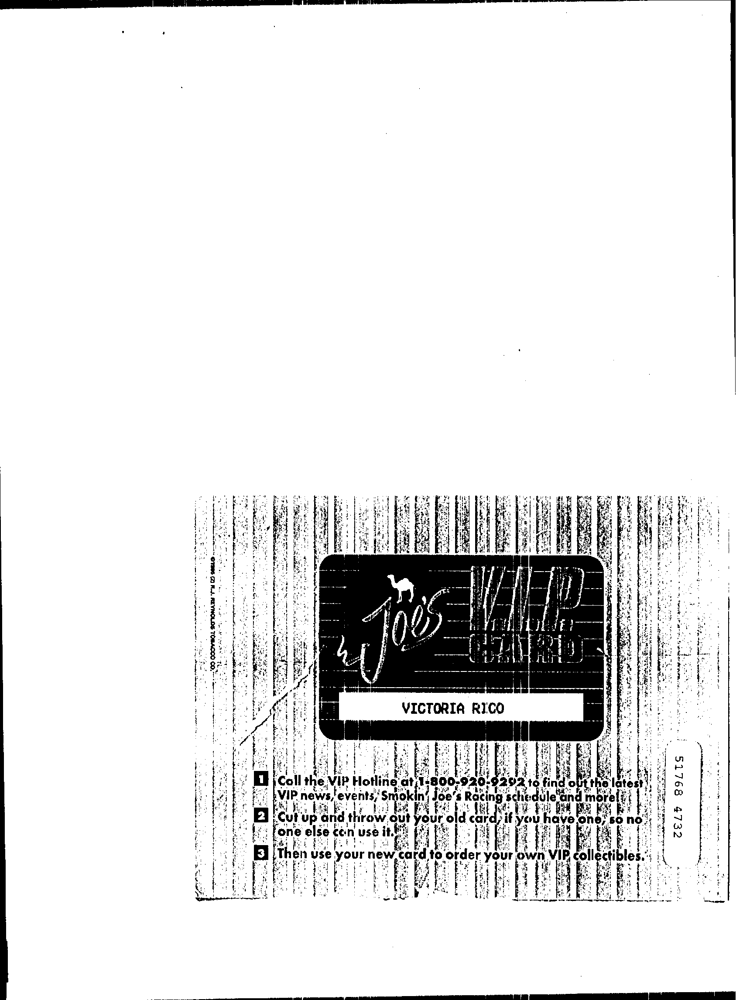 Joe's V.I.P.
CARD
VICTORIA RICO
1 Call the VIP Hotline at 1-800-920-9292 to find out the latest
VIP news, events, Smokin' Joe's Racing schedule and more!
2 Cut up and throw out your old card, if you have one, so no
one else can use it.
3 Then use your new card to order your own VIP collectibles.
R.J. REYNOLDS TOBACCO CO.
51768 4732